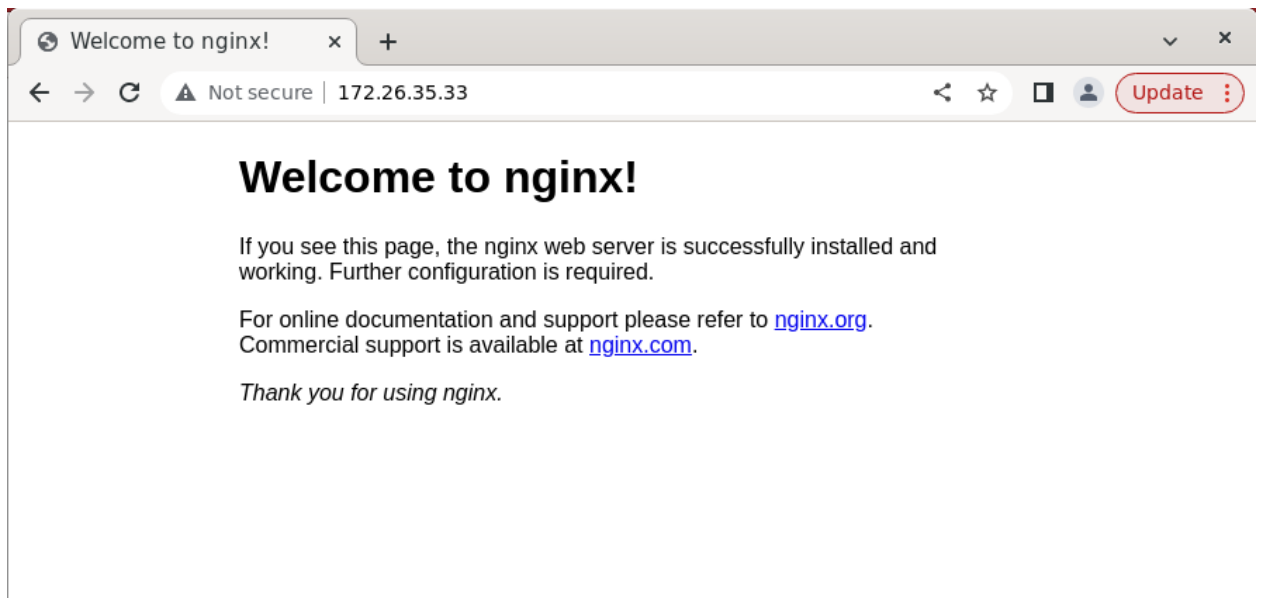 Welcome to nginx!
Not secure 172.26.35.33
Update
Welcome to nginx!
If you see this page, the nginx web server is successfully installed and
working. Further configuration is required.
For online documentation and support please refer to nginx.org.
Commercial support is available at nginx.com.
Thank you for using nginx.